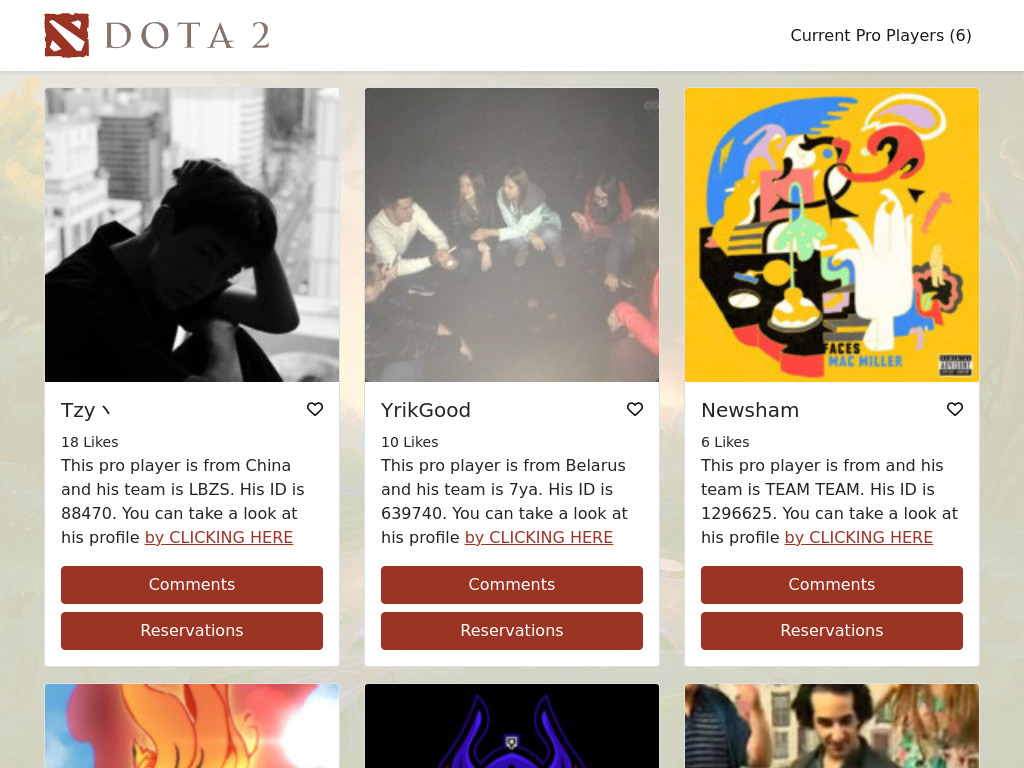 DOTA 2
Current Pro Players (6)
FACES
MAC MILLER
PARENTAL
ADVISORY
Tzy丶
18 Likes
This pro player is from China
and his team is LBZS. His ID is
88470. You can take a look at
his profile by CLICKING HERE
Comments
Reservations
YrikGood
10 Likes
This pro player is from Belarus
and his team is 7ya. His ID is
639740. You can take a look at
his profile by CLICKING HERE
Comments
Reservations
Newsham
6 Likes
This pro player is from and his
team is TEAM TEAM. His ID is
1296625. You can take a look at
his profile by CLICKING HERE
Comments
Reservations